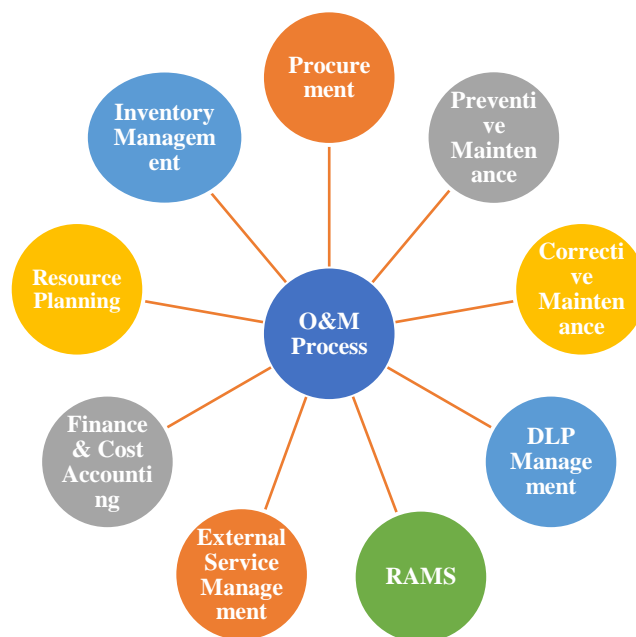 Procure
ment
Preventi
ve
Mainten
ance
Correcti
ve
Maintен
ance
DLP
Manage
ment
RAMS
External
Service
Manage
ment
Finance
& Cost
Accounti
ng
Resource
Planning
Inventory
Managem
ent
O&M
Process